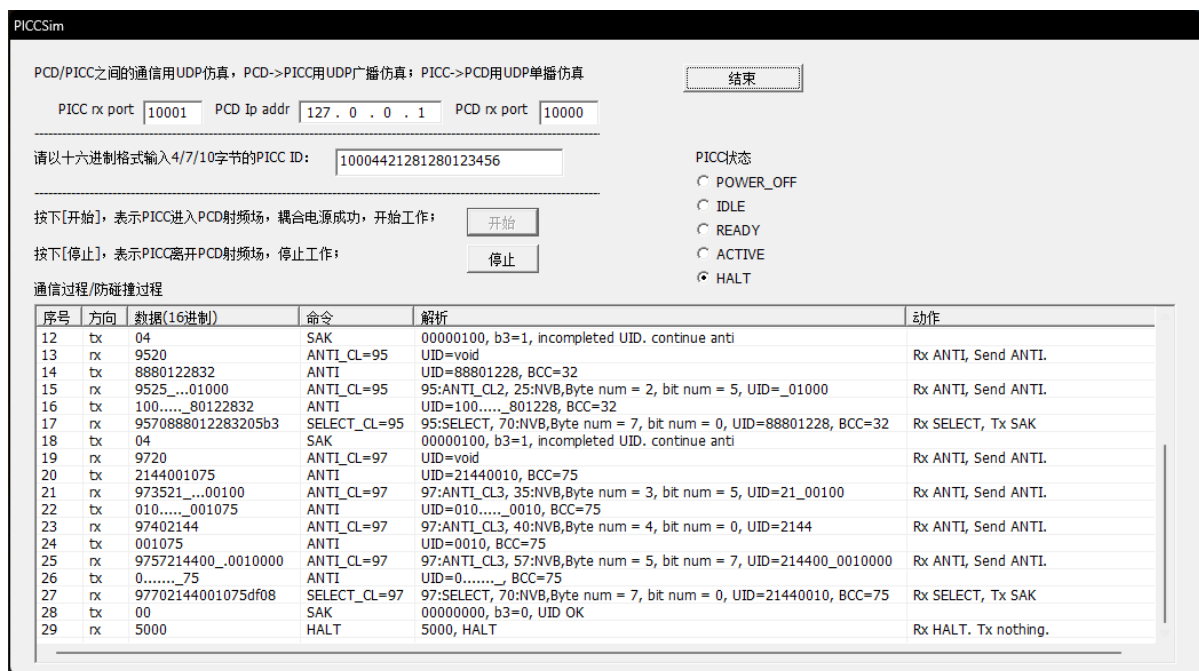 PICCSim
PCD/PICC之间的通信用UDP仿真，PCD->PICC用UDP广播仿真；PICC->PCD用UDP单播仿真
结束
PICC rx port 10001 PCD Ip addr 127 . 0 . 0 . 1 PCD rx port 10000
请以十六进制格式输入4/7/10字节的PICC ID： 10004421281280123456
PICC状态
POWER_OFF
IDLE
READY
ACTIVE
HALT
按下[开始]，表示PICC进入PCD射频场，耦合电源成功，开始工作； 开始
按下[停止]，表示PICC离开PCD射频场，停止工作； 停止
通信过程/防碰撞过程
序号 方向 数据(16进制) 命令 解析 动作
12 tx 04 SAK 00000100, b3=1, incompleted UID. continue anti
13 rx 9520 ANTI_CL=95 UID=void Rx ANTI, Send ANTI.
14 tx 8880122832 ANTI UID=88801228, BCC=32
15 rx 9525_...01000 ANTI_CL=95 95:ANTI_CL2, 25:NVB,Byte num = 2, bit num = 5, UID=_01000 Rx ANTI, Send ANTI.
16 tx 100....._80122832 ANTI UID=100....._801228, BCC=32
17 rx 9570888012283205b3 SELECT_CL=95 95:SELECT, 70:NVB,Byte num = 7, bit num = 0, UID=88801228, BCC=32 Rx SELECT, Tx SAK
18 tx 04 SAK 00000100, b3=1, incompleted UID. continue anti
19 rx 9720 ANTI_CL=97 UID=void Rx ANTI, Send ANTI.
20 tx 2144001075 ANTI UID=21440010, BCC=75
21 rx 973521_...00100 ANTI_CL=97 97:ANTI_CL3, 35:NVB,Byte num = 3, bit num = 5, UID=21_00100 Rx ANTI, Send ANTI.
22 tx 010....._001075 ANTI UID=010....._0010, BCC=75
23 rx 97402144 ANTI_CL=97 97:ANTI_CL3, 40:NVB,Byte num = 4, bit num = 0, UID=2144 Rx ANTI, Send ANTI.
24 tx 001075 ANTI UID=0010, BCC=75
25 rx 9757214400_.0010000 ANTI_CL=97 97:ANTI_CL3, 57:NVB,Byte num = 5, bit num = 7, UID=214400_0010000 Rx ANTI, Send ANTI.
26 tx 0......._75 ANTI UID=0......._, BCC=75
27 rx 97702144001075df08 SELECT_CL=97 97:SELECT, 70:NVB,Byte num = 7, bit num = 0, UID=21440010, BCC=75 Rx SELECT, Tx SAK
28 tx 00 SAK 00000000, b3=0, UID OK
29 rx 5000 HALT 5000, HALT Rx HALT. Tx nothing.